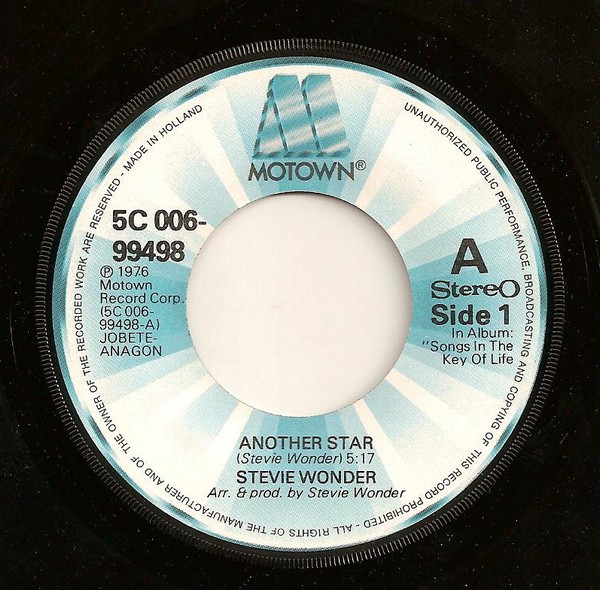 MOTOWN®
5C 006-
99498
℗ 1976
Motown
Record Corp.
(5C 006-
99498-A)
JOBETE-
ANAGON
A
Stereo
Side 1
In Album:
"Songs In The
Key Of Life
ANOTHER STAR
(Stevie Wonder) 5:17
STEVIE WONDER
Arr. & prod. by Stevie Wonder
UNAUTHORIZED PUBLIC PERFORMANCE, BROADCASTING AND COPYING OF THIS RECORD PROHIBITED - ALL RIGHTS OF THE MANUFACTURER AND OF THE OWNER OF THE RECORDED WORK ARE RESERVED - MADE IN HOLLAND